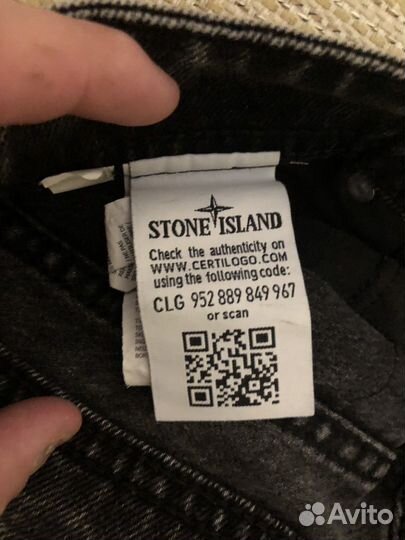 STONE ISLAND
Check the authenticity on
WWW.CERTILOGO.COM
using the following code:
CLG 952 889 849 967
or scan
Avito